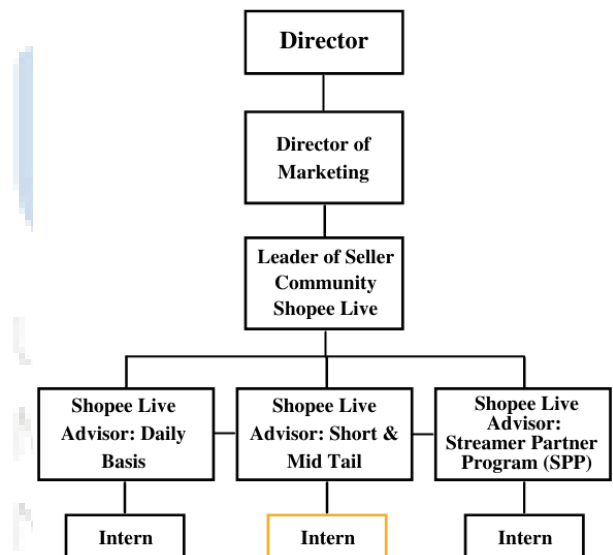 Director
Director of
Marketing
Leader of Seller
Community
Shopee Live
Shopee Live
Advisor: Daily
Basis
Shopee Live
Advisor: Short &
Mid Tail
Shopee Live
Advisor:
Streamer Partner
Program (SPP)
Intern
Intern
Intern